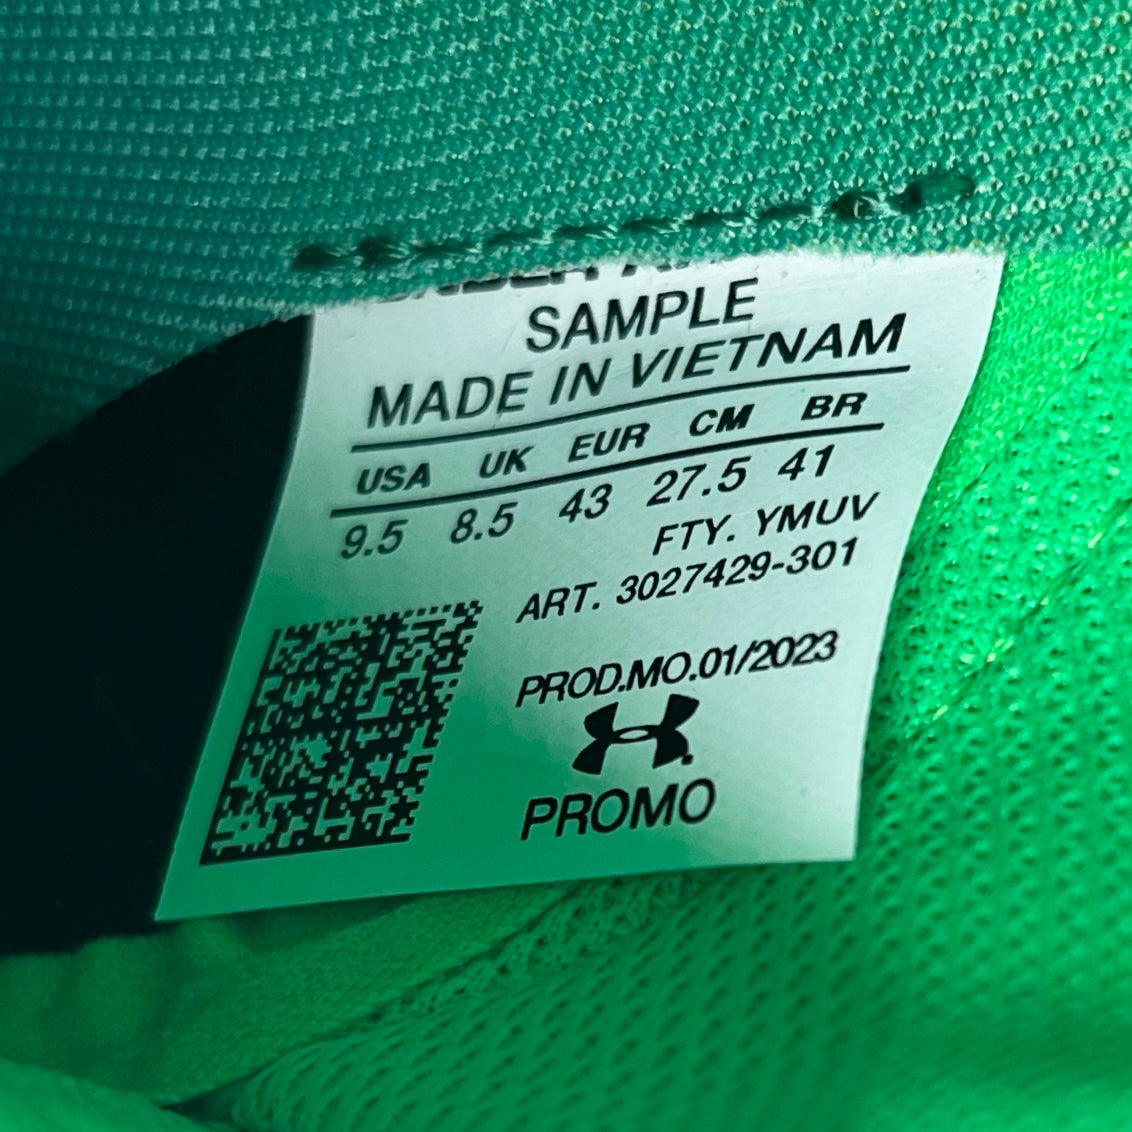 SAMPLE
MADE IN VIETNAM
USA UK EUR CM BR
9.5 8.5 43 27.5 41
FTY. YMUV
ART. 3027429-301
PROD.MO.01/2023
PROMO